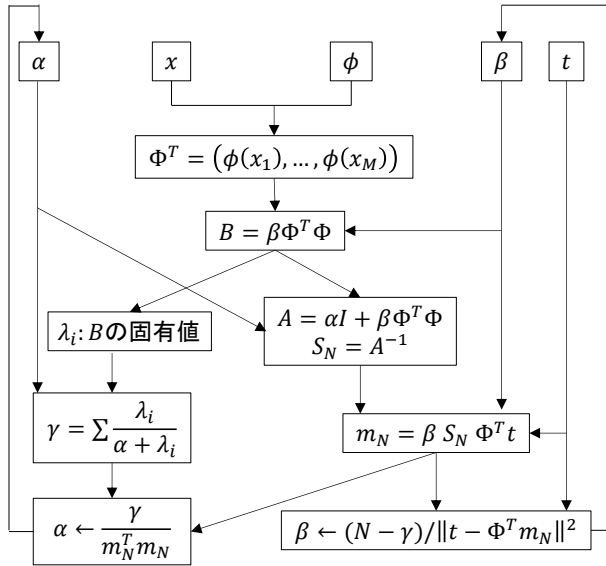 α x ϕ β t
Φ^T = (ϕ(x_1), …, ϕ(x_M))
B = βΦ^TΦ
λ_i: Bの固有値
A = αI + βΦ^TΦ
S_N = A^{-1}
γ = Σ λ_i / (α + λ_i)
m_N = β S_N Φ^T t
α ← γ / (m_N^T m_N)
β ← (N − γ)/‖t − Φ^T m_N‖^2